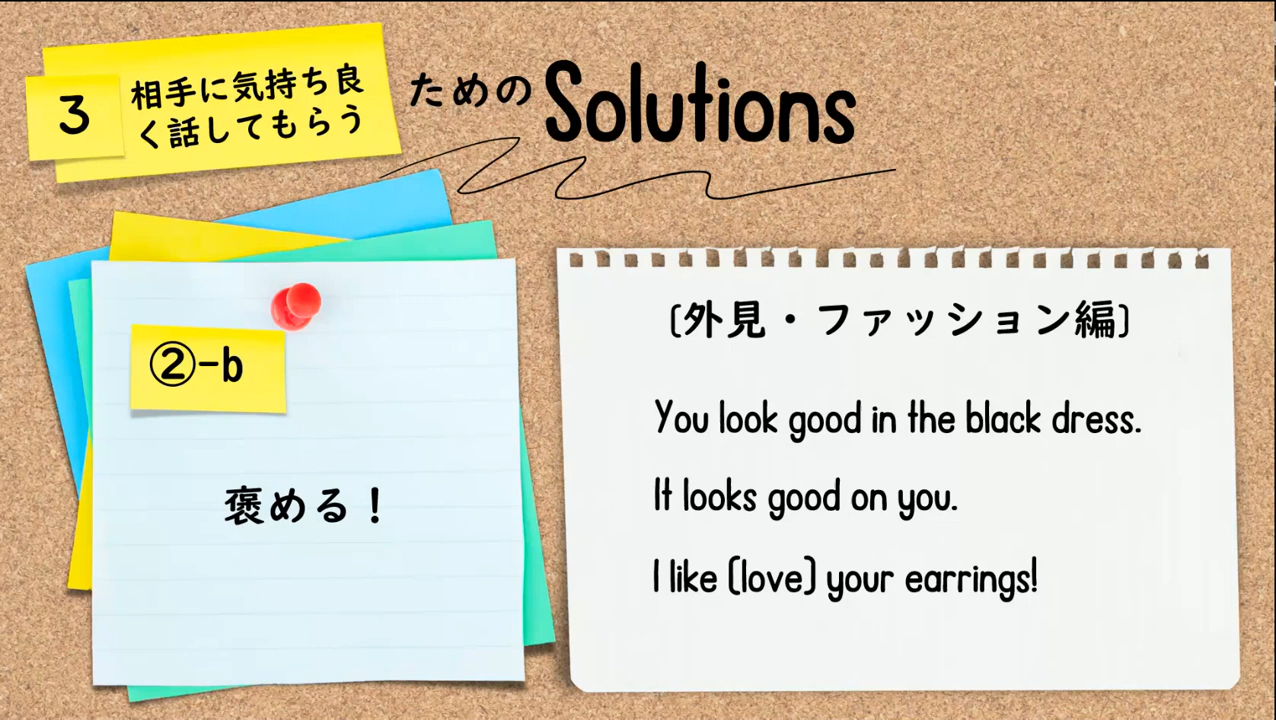 3
相手に気持ち良
く話してもらう
ための Solutions
②-b
褒める！
〔外見・ファッション編〕
You look good in the black dress.
It looks good on you.
I like (love) your earrings!